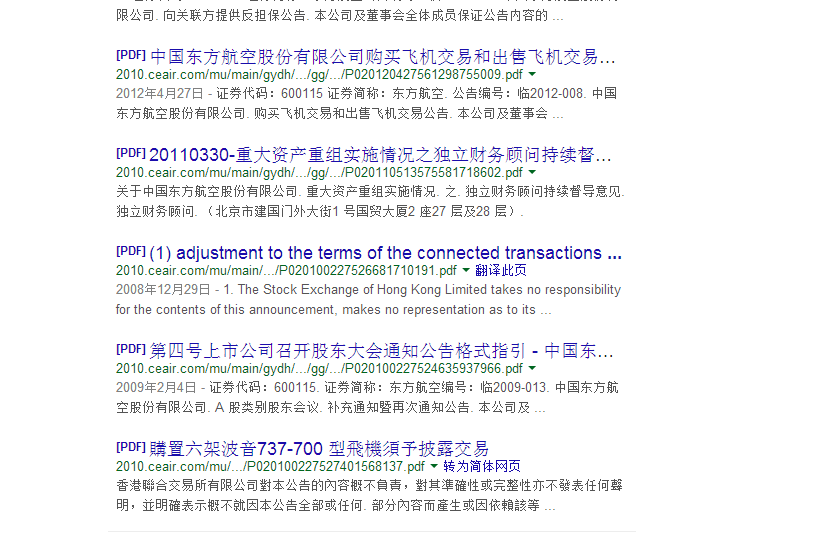 限公司. 向关联方提供反担保公告. 本公司及董事会全体成员保证公告内容的 ...
[PDF] 中国东方航空股份有限公司购买飞机交易和出售飞机交易...
2010.ceair.com/mu/main/gydh/.../gg/.../P020120427561298755009.pdf
2012年4月27日 - 证券代码：600115 证券简称：东方航空. 公告编号：临2012-008. 中国
东方航空股份有限公司. 购买飞机交易和出售飞机交易公告. 本公司及董事会 ...
[PDF] 20110330-重大资产重组实施情况之独立财务顾问持续督...
2010.ceair.com/mu/main/gydh/.../gg/.../P020110513575581718602.pdf
关于中国东方航空股份有限公司. 重大资产重组实施情况. 之. 独立财务顾问持续督导意见.
独立财务顾问. （北京市建国门外大街1 号国贸大厦2 座27 层及28 层）.
[PDF] (1) adjustment to the terms of the connected transactions ...
2010.ceair.com/mu/main/.../P020100227526681710191.pdf 翻译此页
2008年12月29日 - 1. The Stock Exchange of Hong Kong Limited takes no responsibility
for the contents of this announcement, makes no representation as to its ...
[PDF] 第四号上市公司召开股东大会通知公告格式指引 - 中国东...
2010.ceair.com/mu/main/gydh/.../gg/.../P020100227524635937966.pdf
2009年2月4日 - 证券代码：600115. 证券简称：东方航空编号：临2009-013. 中国东方航
空股份有限公司. A 股类别股东会议. 补充通知暨再次通知公告. 本公司及 ...
[PDF] 購置六架波音737-700 型飛機須予披露交易
2010.ceair.com/mu/.../P020100227527401568137.pdf 转为简体网页
香港聯合交易所有限公司對本公告的內容概不負責，對其準確性或完整性亦不發表任何聲
明，並明確表示概不就因本公告全部或任何. 部分內容而產生或因依賴該等 ...